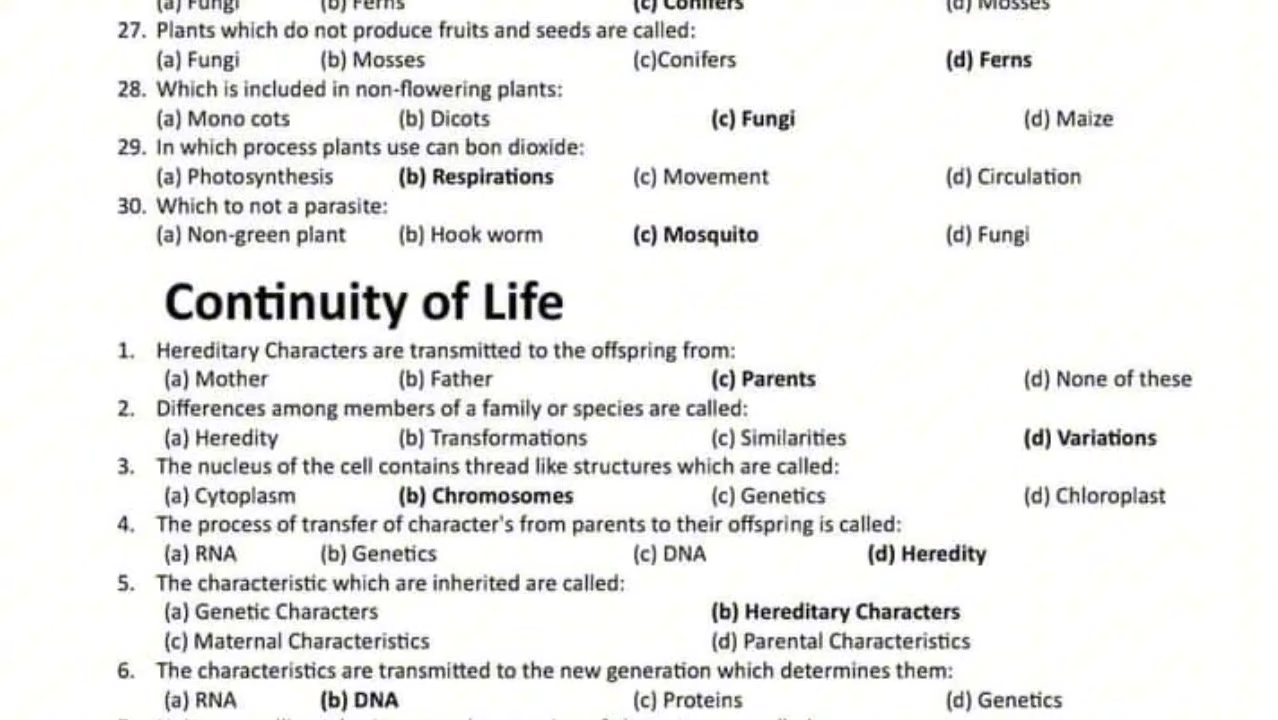 (a) Fungi (b) Ferns (c) Conifers (d) Mosses
27. Plants which do not produce fruits and seeds are called:
(a) Fungi (b) Mosses (c)Conifers (d) Ferns
28. Which is included in non-flowering plants:
(a) Mono cots (b) Dicots (c) Fungi (d) Maize
29. In which process plants use can bon dioxide:
(a) Photosynthesis (b) Respirations (c) Movement (d) Circulation
30. Which to not a parasite:
(a) Non-green plant (b) Hook worm (c) Mosquito (d) Fungi
Continuity of Life
1. Hereditary Characters are transmitted to the offspring from:
(a) Mother (b) Father (c) Parents (d) None of these
2. Differences among members of a family or species are called:
(a) Heredity (b) Transformations (c) Similarities (d) Variations
3. The nucleus of the cell contains thread like structures which are called:
(a) Cytoplasm (b) Chromosomes (c) Genetics (d) Chloroplast
4. The process of transfer of character's from parents to their offspring is called:
(a) RNA (b) Genetics (c) DNA (d) Heredity
5. The characteristic which are inherited are called:
(a) Genetic Characters (b) Hereditary Characters
(c) Maternal Characteristics (d) Parental Characteristics
6. The characteristics are transmitted to the new generation which determines them:
(a) RNA (b) DNA (c) Proteins (d) Genetics